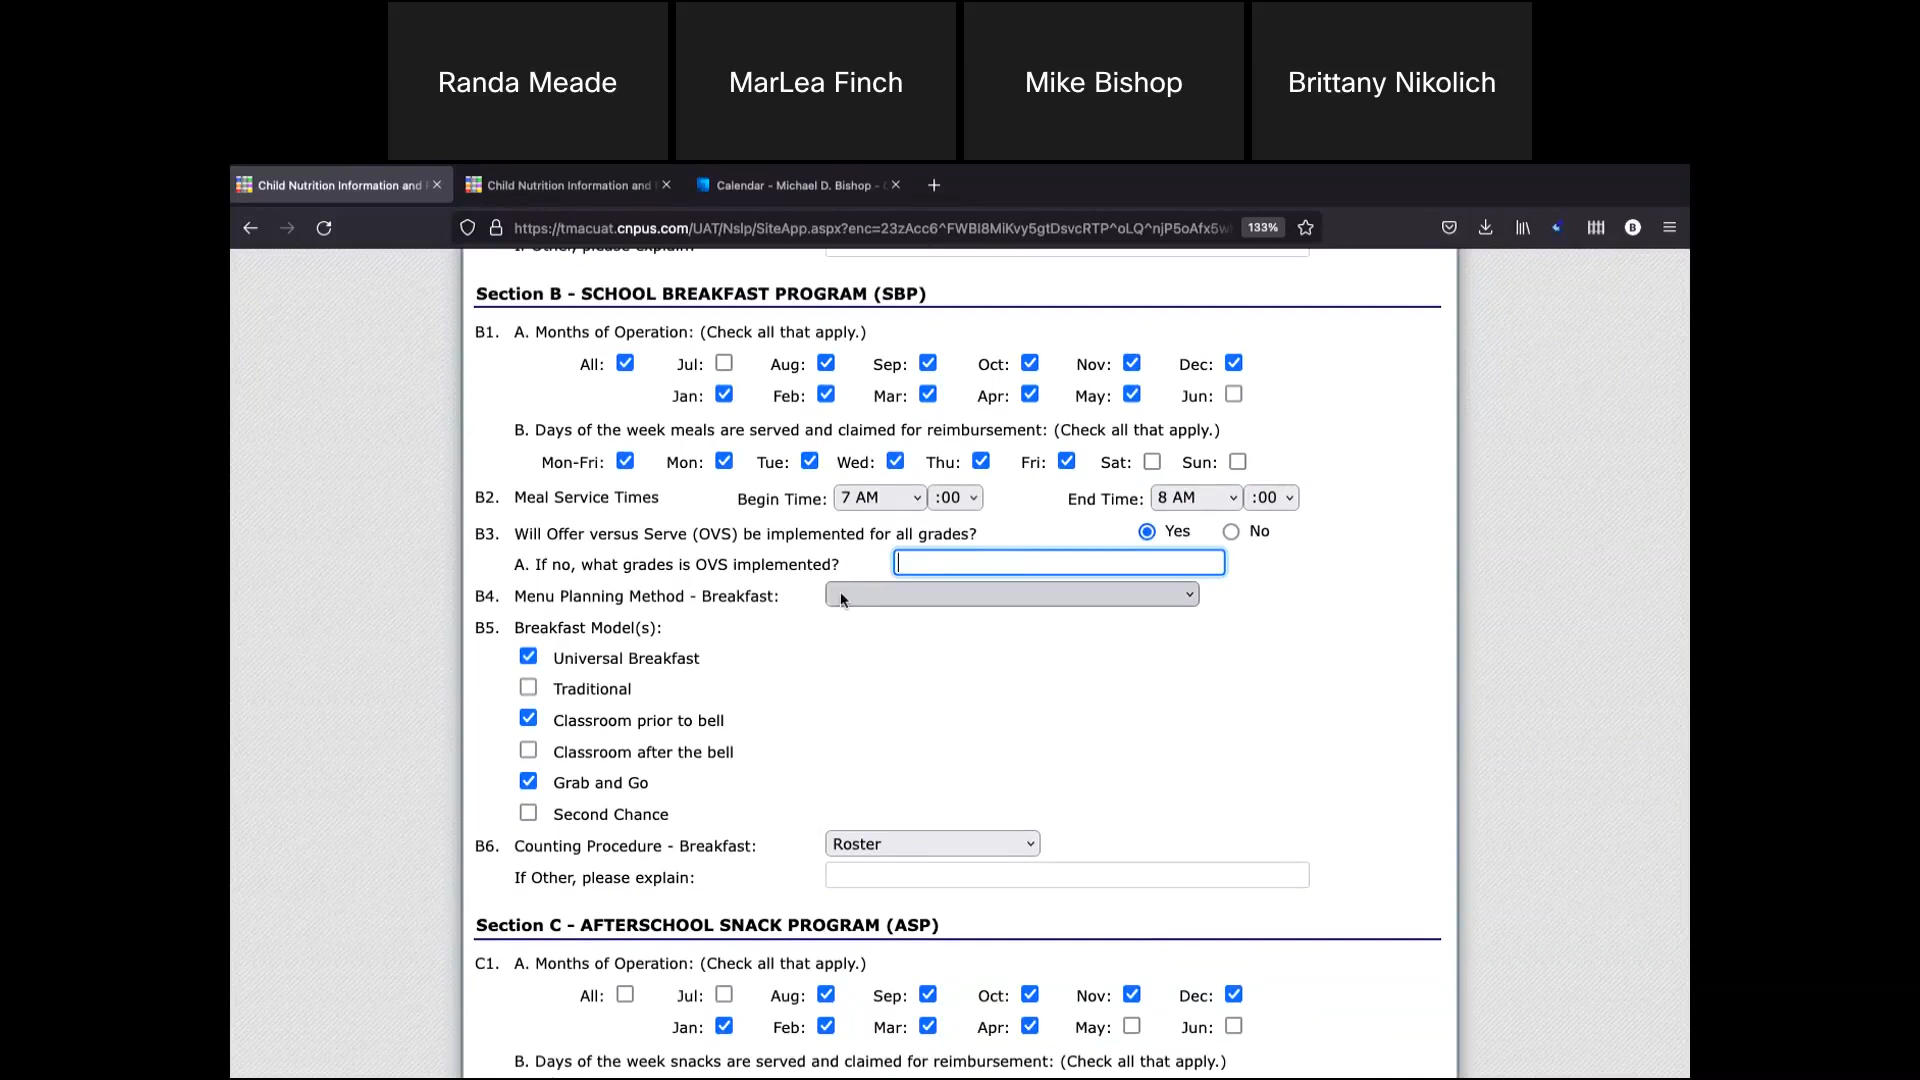 Randa Meade
MarLea Finch
Mike Bishop
Brittany Nikolich
Child Nutrition Information and
Child Nutrition Information and
Calendar - Michael D. Bishop -
https://tmacuat.cnpus.com/UAT/Nslp/SiteApp.aspx?enc=23zAcc6^FWBl8MiKvy5gtDsvcRTP^oLQ^njP5oAfx5w
133%
B
If Other, please explain:
Section B - SCHOOL BREAKFAST PROGRAM (SBP)
B1. A. Months of Operation: (Check all that apply.)
All: Jul: Aug: Sep: Oct: Nov: Dec:
Jan: Feb: Mar: Apr: May: Jun:
B. Days of the week meals are served and claimed for reimbursement: (Check all that apply.)
Mon-Fri: Mon: Tue: Wed: Thu: Fri: Sat: Sun:
B2. Meal Service Times Begin Time: 7 AM :00 End Time: 8 AM :00
B3. Will Offer versus Serve (OVS) be implemented for all grades? Yes No
A. If no, what grades is OVS implemented?
B4. Menu Planning Method - Breakfast:
B5. Breakfast Model(s):
Universal Breakfast
Traditional
Classroom prior to bell
Classroom after the bell
Grab and Go
Second Chance
B6. Counting Procedure - Breakfast: Roster
If Other, please explain:
Section C - AFTERSCHOOL SNACK PROGRAM (ASP)
C1. A. Months of Operation: (Check all that apply.)
All: Jul: Aug: Sep: Oct: Nov: Dec:
Jan: Feb: Mar: Apr: May: Jun:
B. Days of the week snacks are served and claimed for reimbursement: (Check all that apply.)